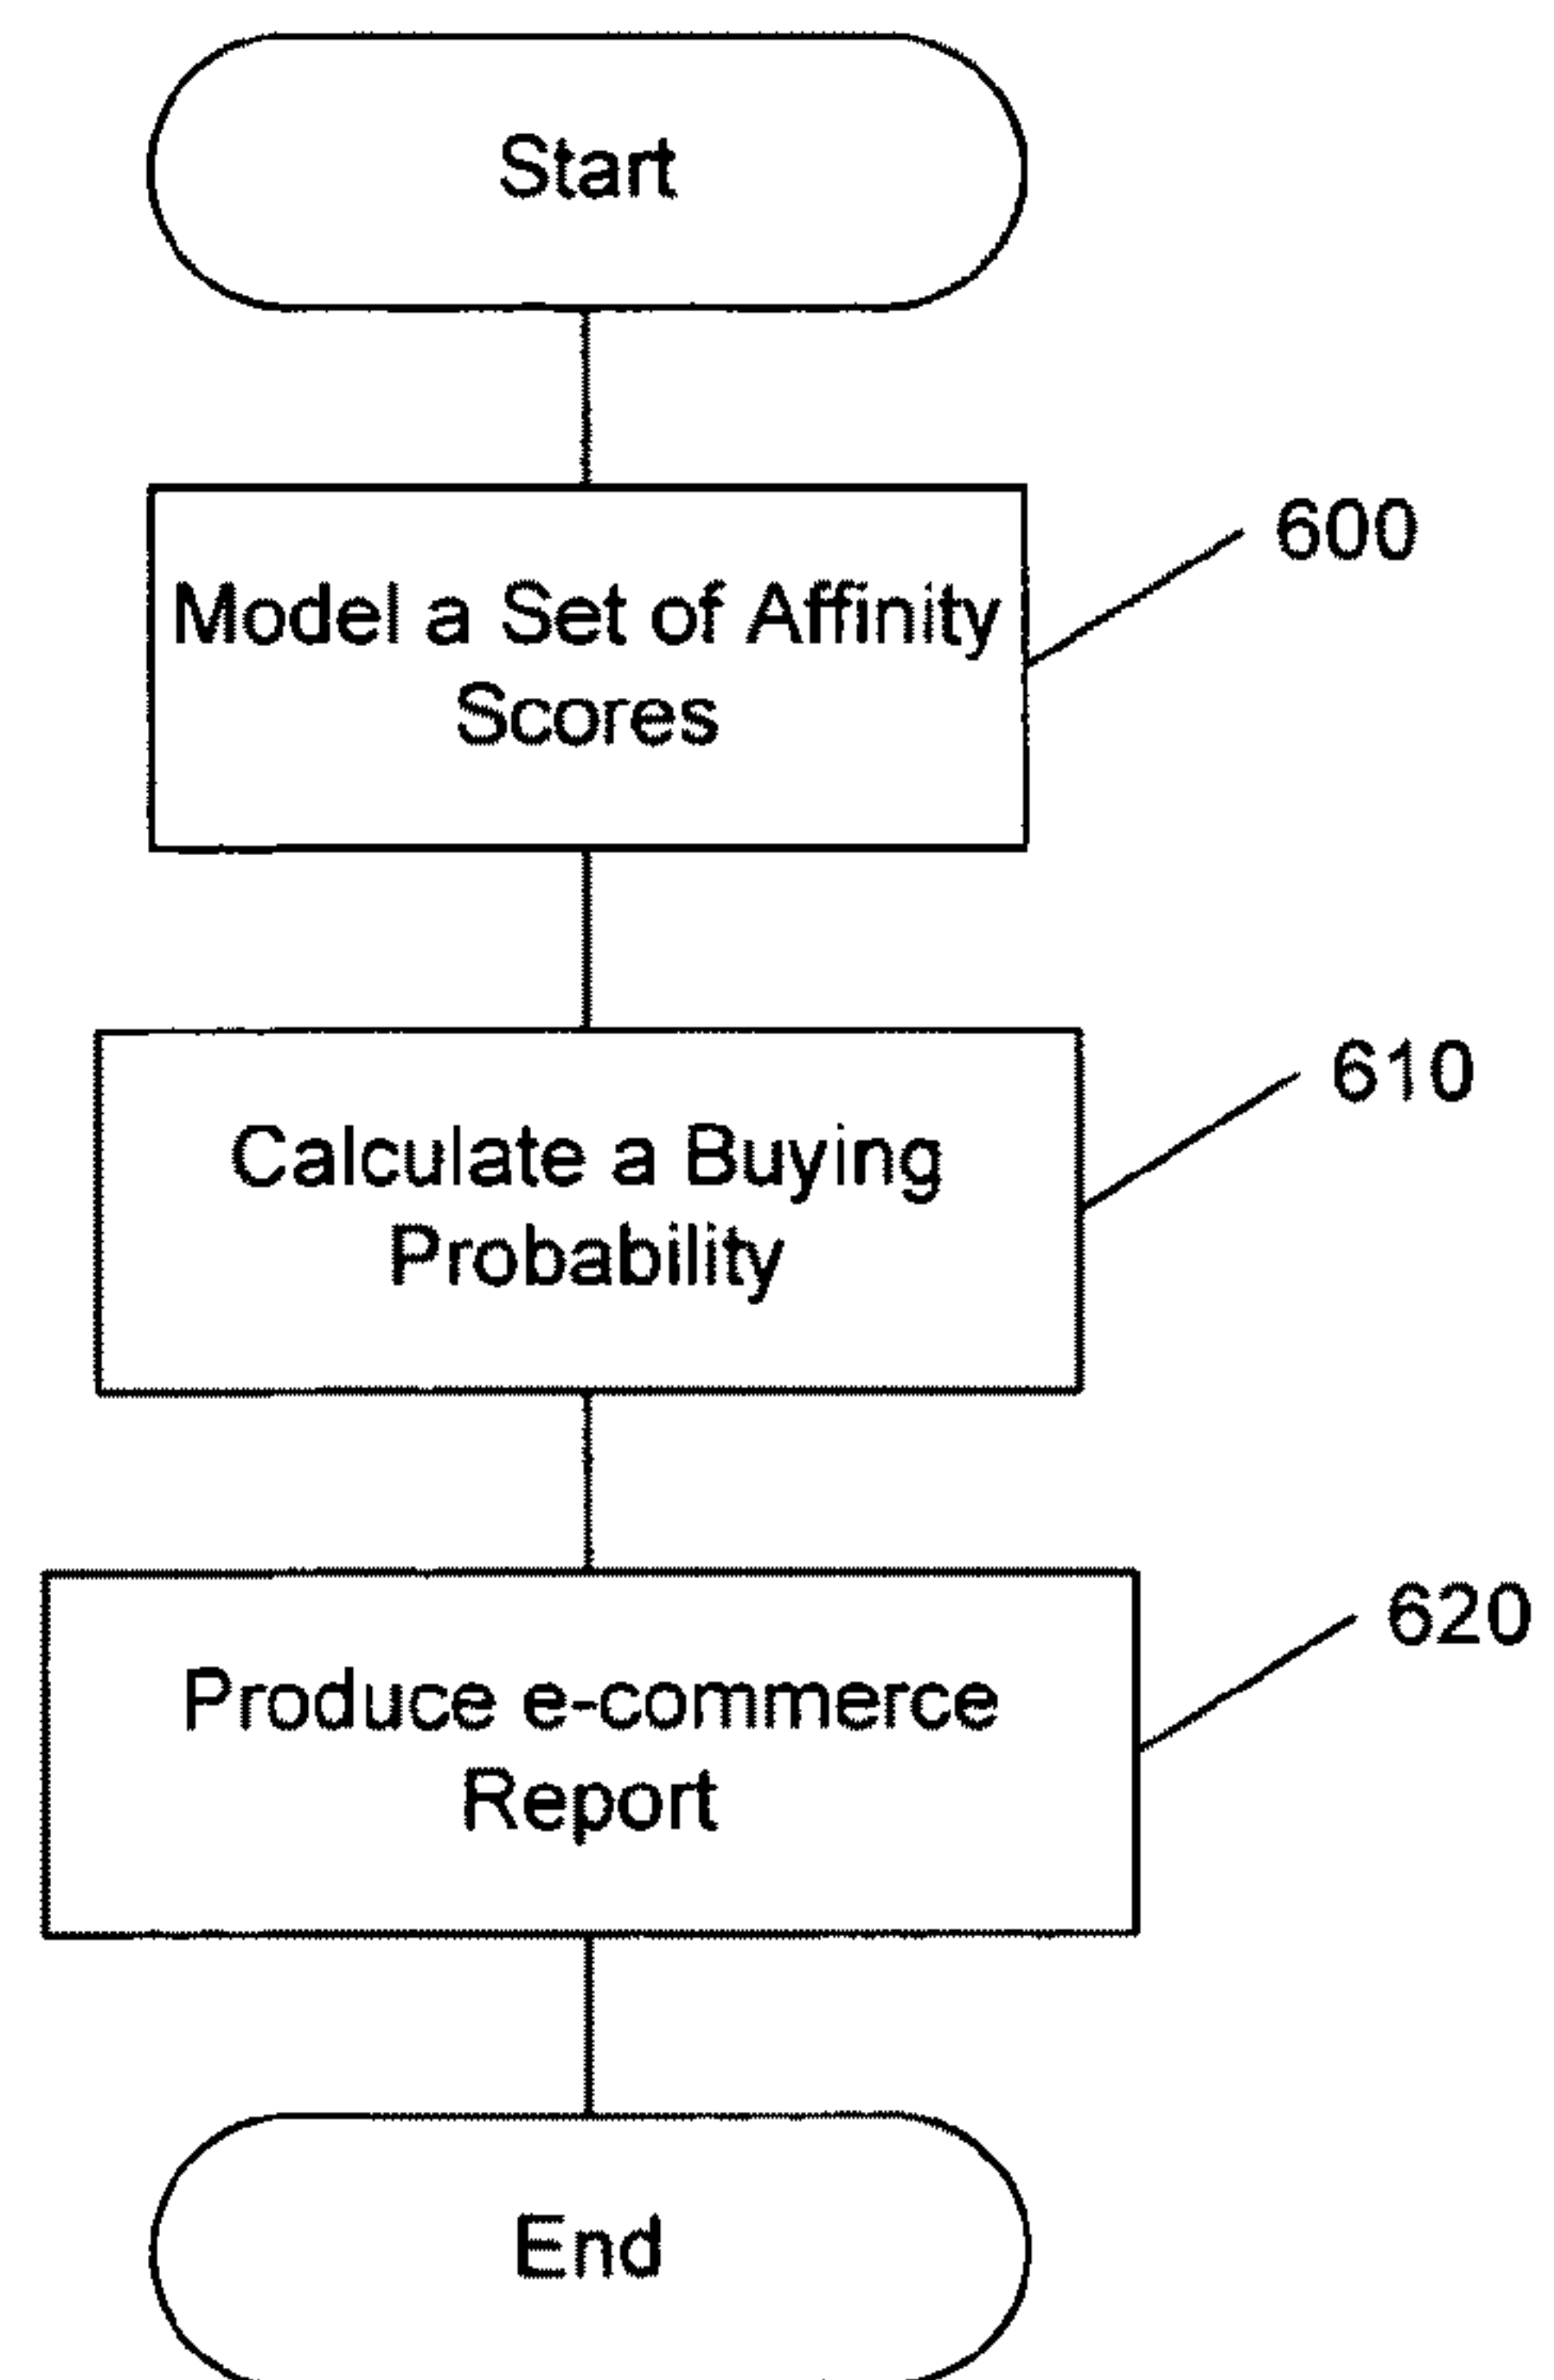 Start
600
Model a Set of Affinity
Scores
610
Calculate a Buying
Probability
620
Produce e-commerce
Report
End